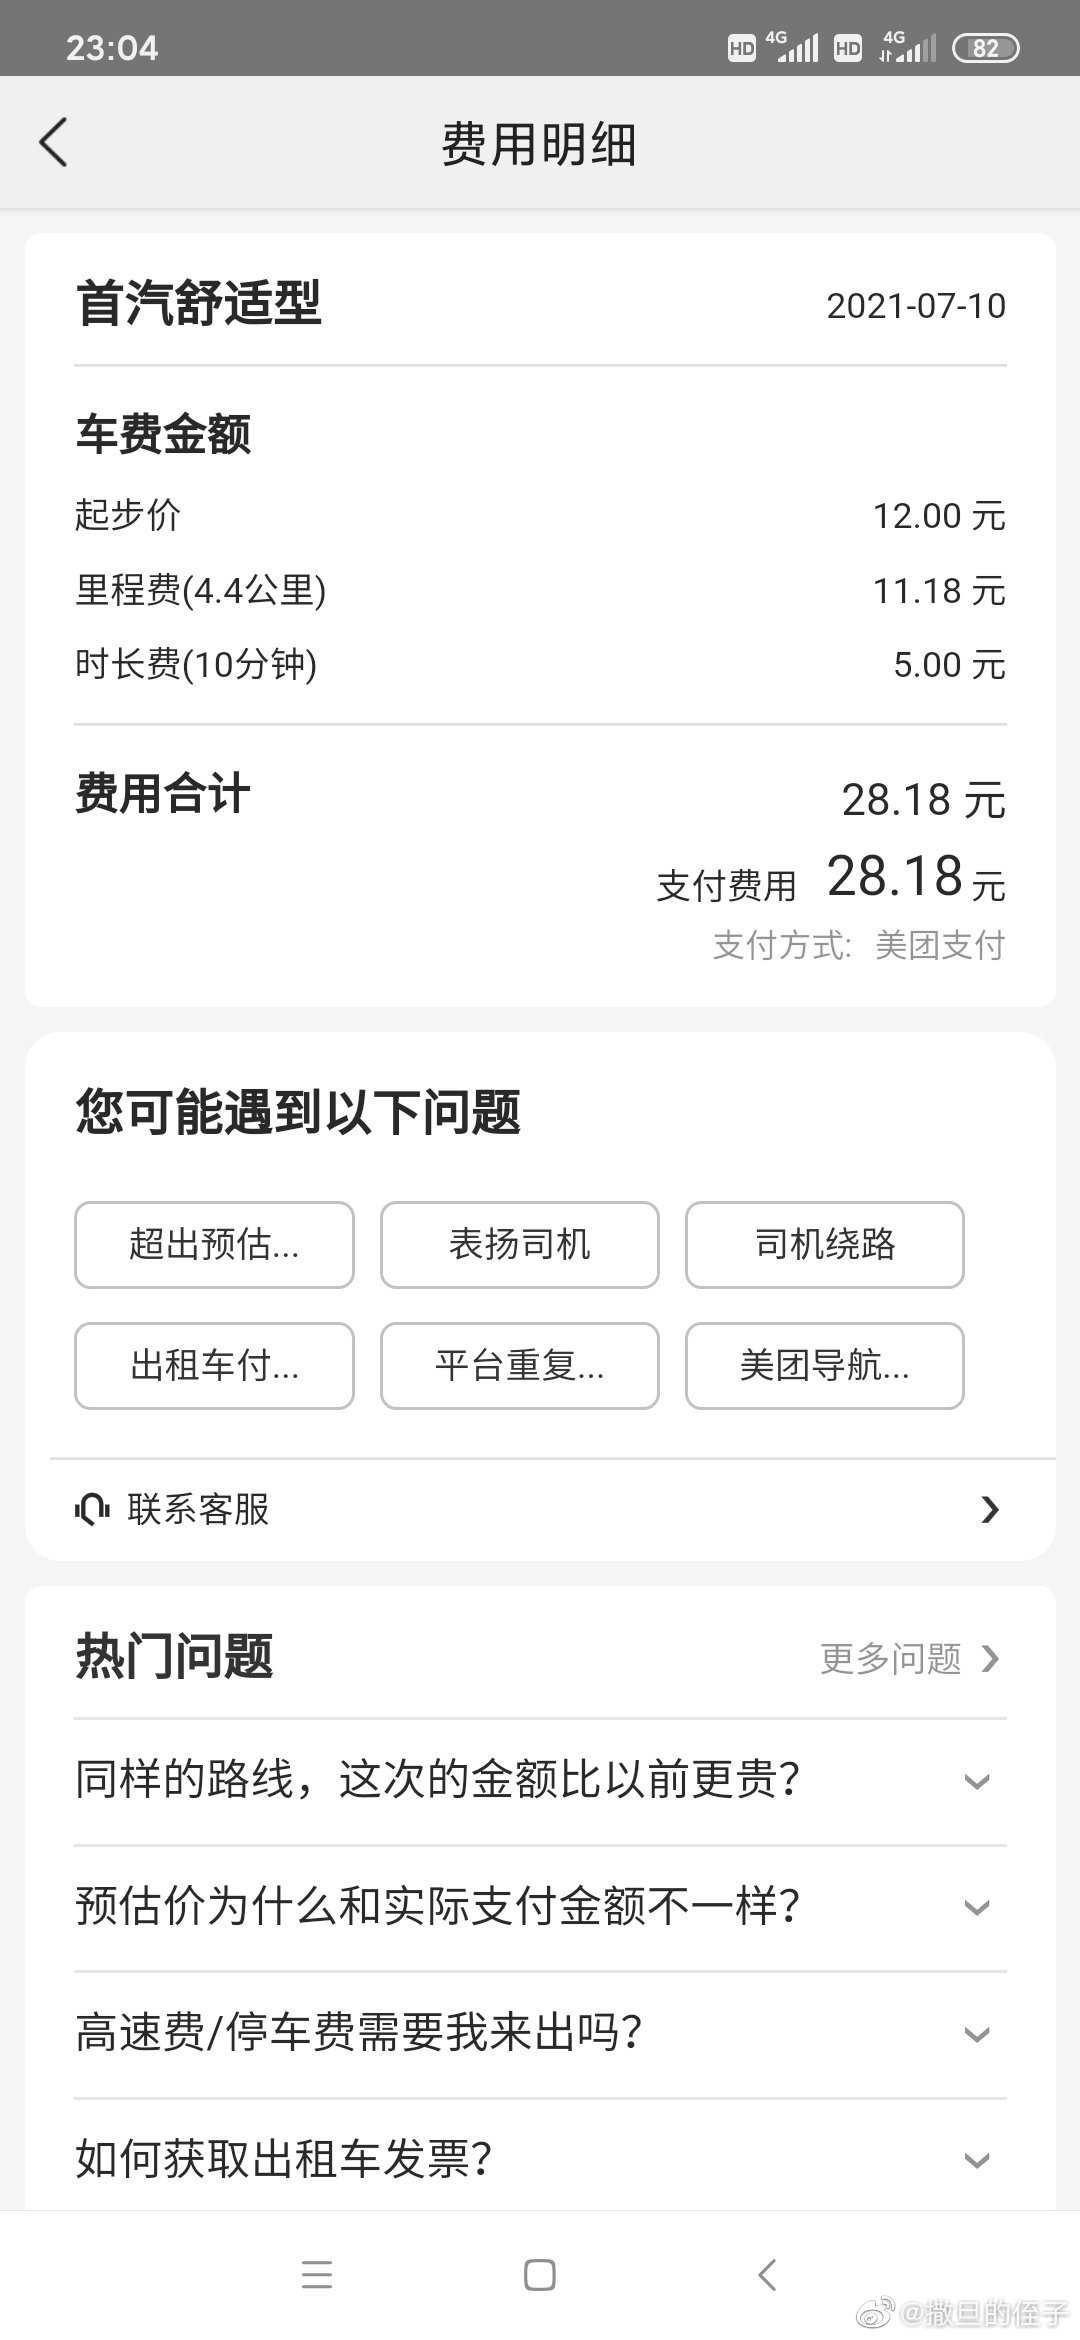 23:04
HD 4G HD 4G 82
费用明细
首汽舒适型 2021-07-10
车费金额
起步价 12.00 元
里程费(4.4公里) 11.18 元
时长费(10分钟) 5.00 元
费用合计 28.18 元
支付费用 28.18 元
支付方式: 美团支付
您可能遇到以下问题
超出预估... 表扬司机 司机绕路
出租车付... 平台重复... 美团导航...
联系客服
热门问题 更多问题
同样的路线，这次的金额比以前更贵？
预估价为什么和实际支付金额不一样？
高速费/停车费需要我来出吗？
如何获取出租车发票？
@撒旦的侄子